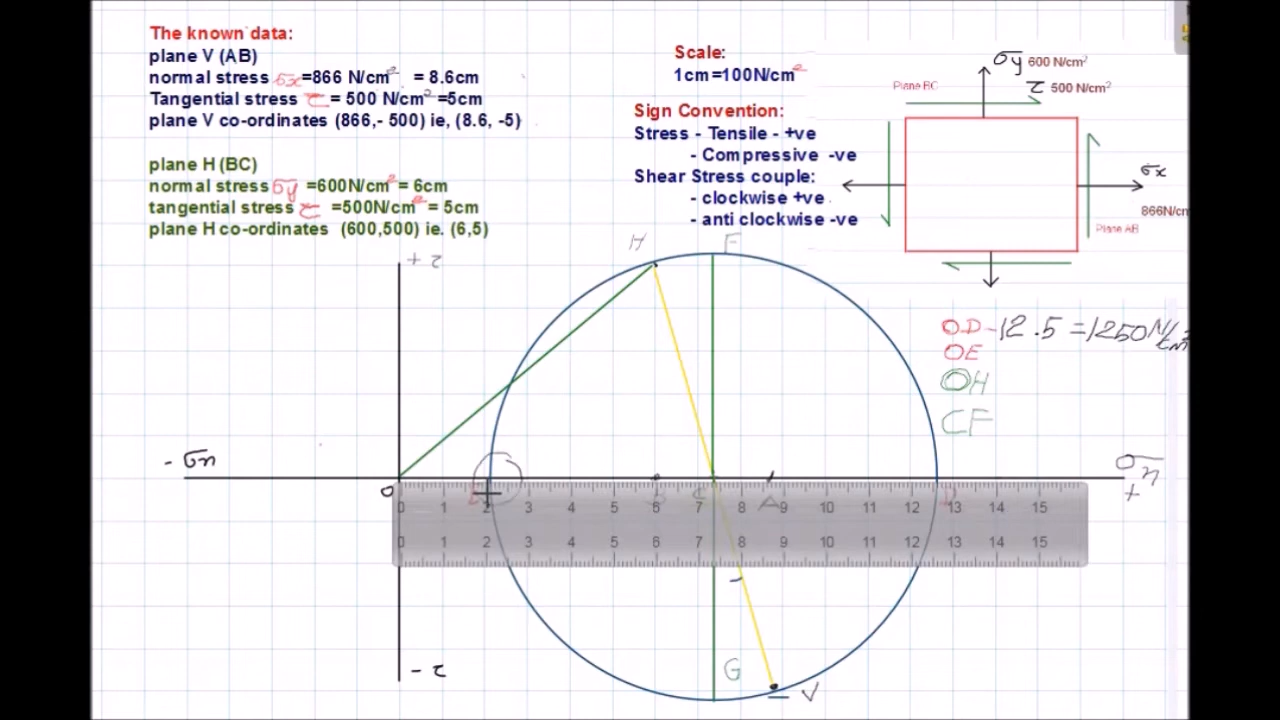 The known data:
plane V (AB)
normal stress σx =866 N/cm² = 8.6cm
Tangential stress τ = 500 N/cm² =5cm
plane V co-ordinates (866,- 500) ie, (8.6, -5)
plane H (BC)
normal stress σy =600N/cm² = 6cm
tangential stress τ =500N/cm² = 5cm
plane H co-ordinates (600,500) ie. (6,5)
Scale:
1cm =100N/cm²
Sign Convention:
Stress - Tensile - +ve
- Compressive -ve
Shear Stress couple:
- clockwise +ve
- anti clockwise -ve
σy 600 N/cm²
τ 500 N/cm²
Plane BC
σx
866N/cm
Plane AB
H F
+ τ
OD - 12.5 = 1250N/cm²
OE
OH
CF
- σn
σn
+
O
B C A D
0 1 2 3 4 5 6 7 8 9 10 11 12 13 14 15
0 1 2 3 4 5 6 7 8 9 10 11 12 13 14 15
- τ
G
V